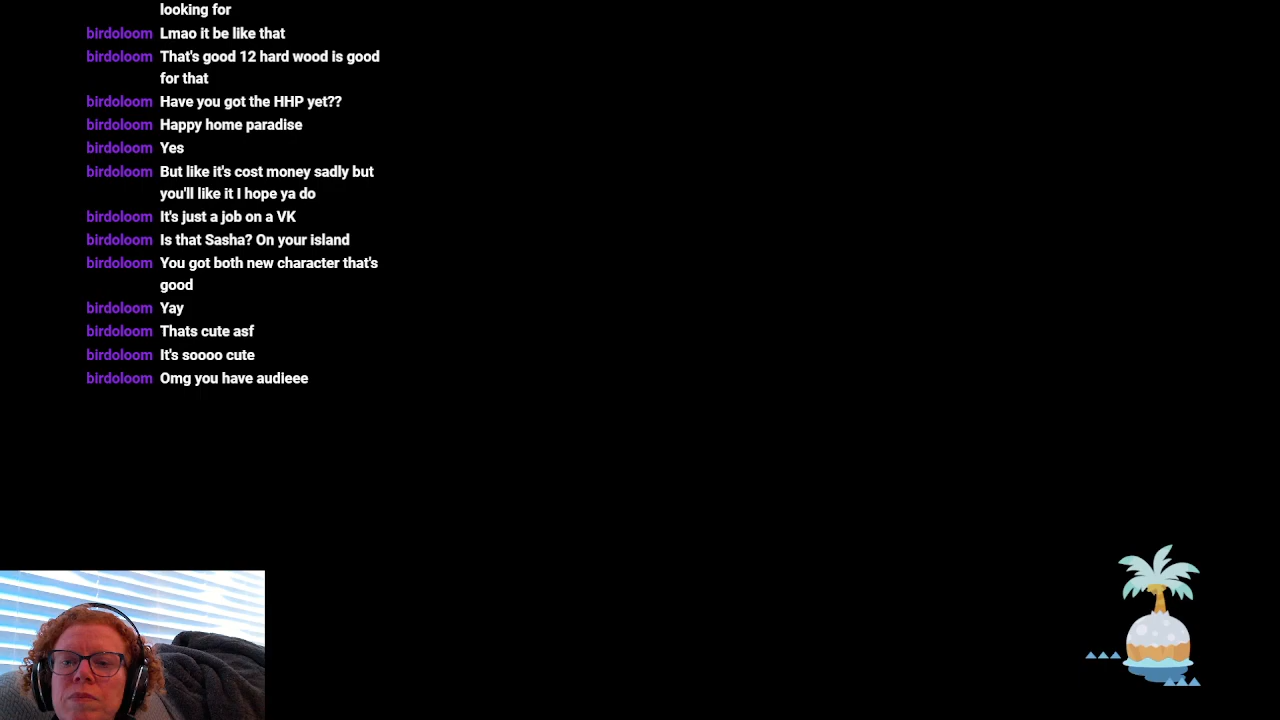 looking for
birdoloom Lmao it be like that
birdoloom That's good 12 hard wood is good
for that
birdoloom Have you got the HHP yet??
birdoloom Happy home paradise
birdoloom Yes
birdoloom But like it's cost money sadly but
you'll like it I hope ya do
birdoloom It's just a job on a VK
birdoloom Is that Sasha? On your island
birdoloom You got both new character that's
good
birdoloom Yay
birdoloom Thats cute asf
birdoloom It's soooo cute
birdoloom Omg you have audieee